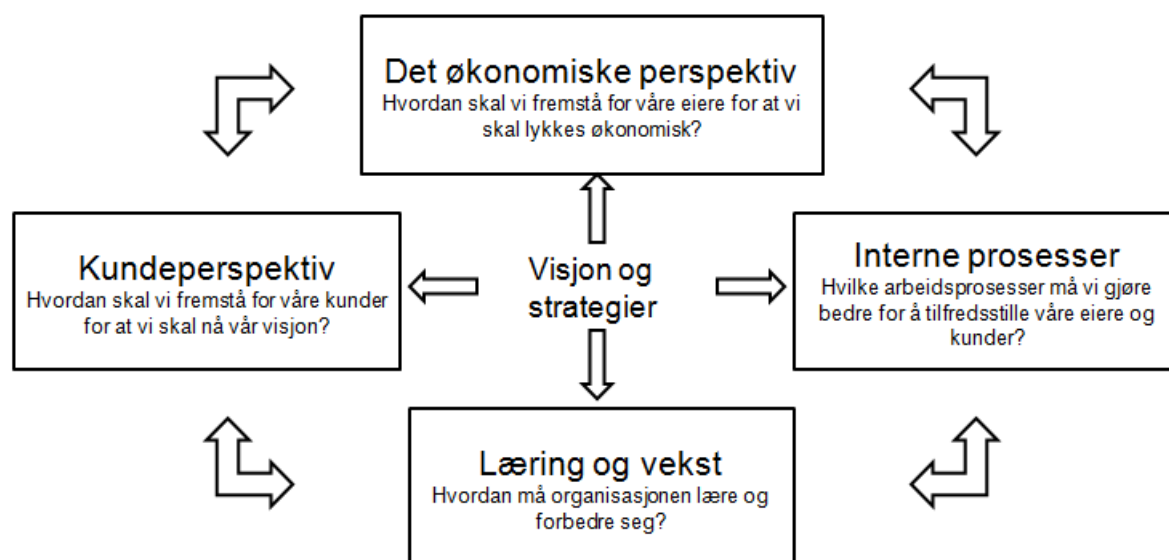 Det økonomiske perspektiv
Hvordan skal vi fremstå for våre eiere for at vi
skal lykkes økonomisk?
Kundeperspektiv
Hvordan skal vi fremstå for våre kunder
for at vi skal nå vår visjon?
Visjon og
strategier
Interne prosesser
Hvilke arbeidsprosesser må vi gjøre
bedre for å tilfredsstille våre eiere og
kunder?
Læring og vekst
Hvordan må organisasjonen lære og
forbedre seg?